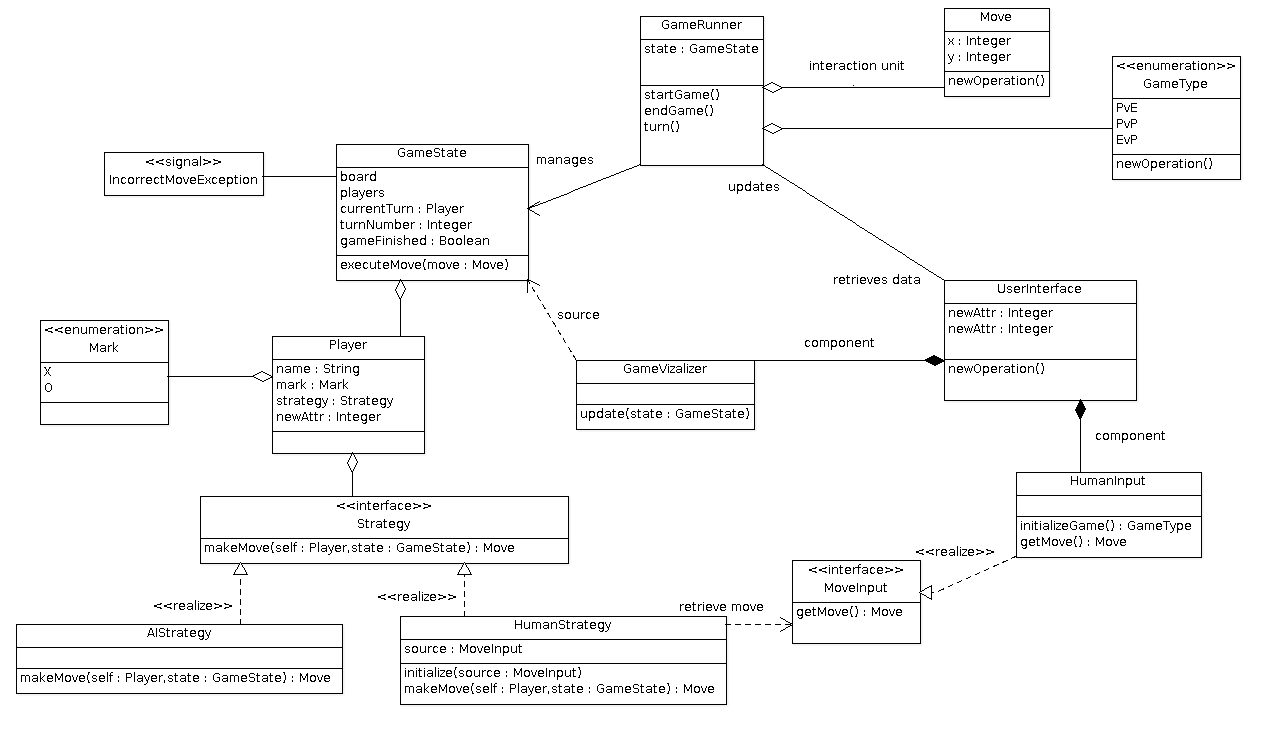 GameRunner
state : GameState
startGame()
endGame()
turn()
interaction unit
Move
x : Integer
y : Integer
newOperation()
<<enumeration>>
GameType
PvE
PvP
EvP
newOperation()
<<signal>>
IncorrectMoveException
GameState
board
players
currentTurn : Player
turnNumber : Integer
gameFinished : Boolean
executeMove(move : Move)
manages
updates
retrieves data
UserInterface
newAttr : Integer
newAttr : Integer
newOperation()
source
component
GameVizalizer
update(state : GameState)
<<enumeration>>
Mark
X
O
Player
name : String
mark : Mark
strategy : Strategy
newAttr : Integer
component
HumanInput
initializeGame() : GameType
getMove() : Move
<<interface>>
Strategy
makeMove(self : Player,state : GameState) : Move
<<realize>>
<<interface>>
MoveInput
getMove() : Move
<<realize>>
<<realize>>
retrieve move
AIStrategy
makeMove(self : Player,state : GameState) : Move
HumanStrategy
source : MoveInput
initialize(source : MoveInput)
makeMove(self : Player,state : GameState) : Move